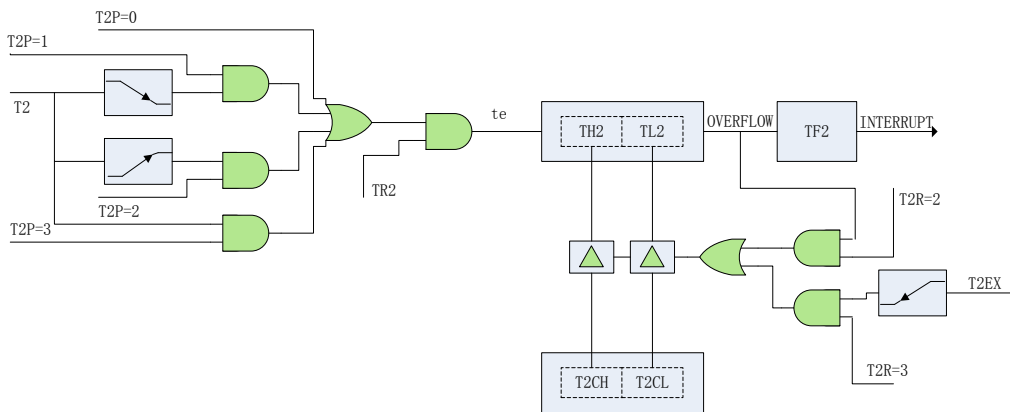 T2P=0
T2P=1
T2
T2P=2
T2P=3
TR2
te
TH2 TL2
OVERFLOW
TF2
INTERRUPT
T2R=2
T2EX
T2R=3
T2CH T2CL